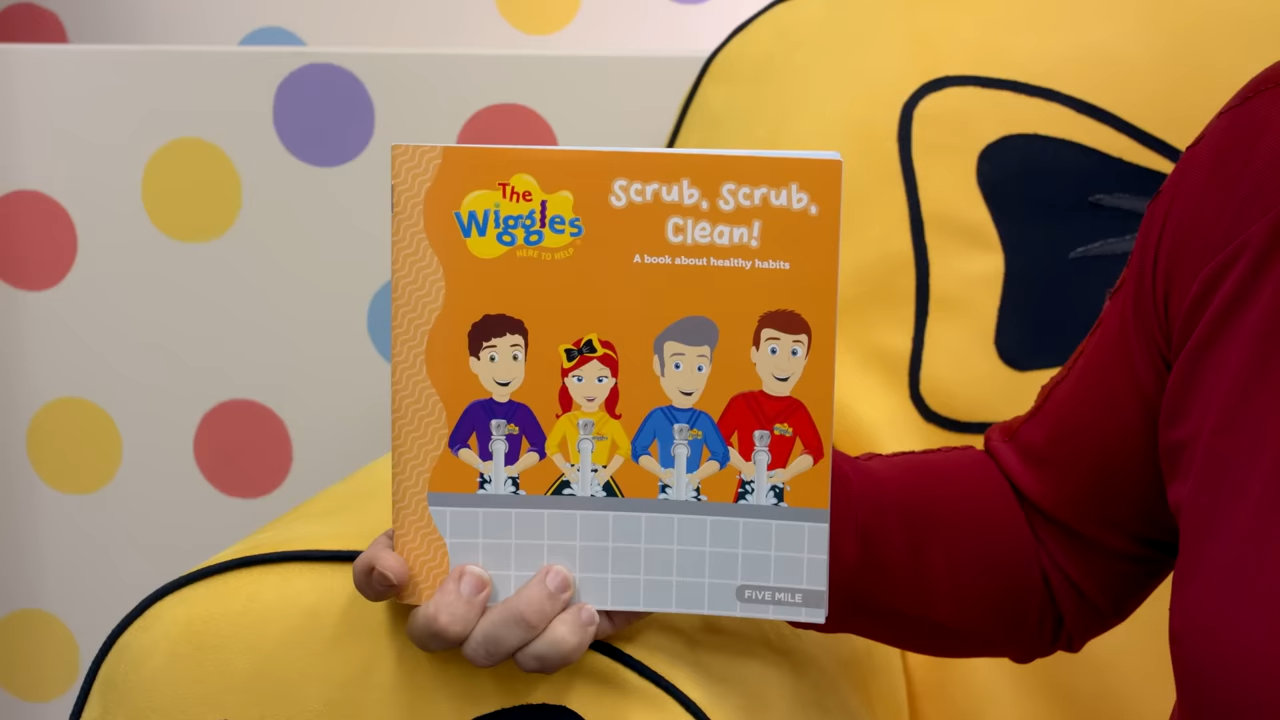 The
Wiggles
HERE TO HELP
Scrub, Scrub,
Clean!
A book about healthy habits
FIVE MILE